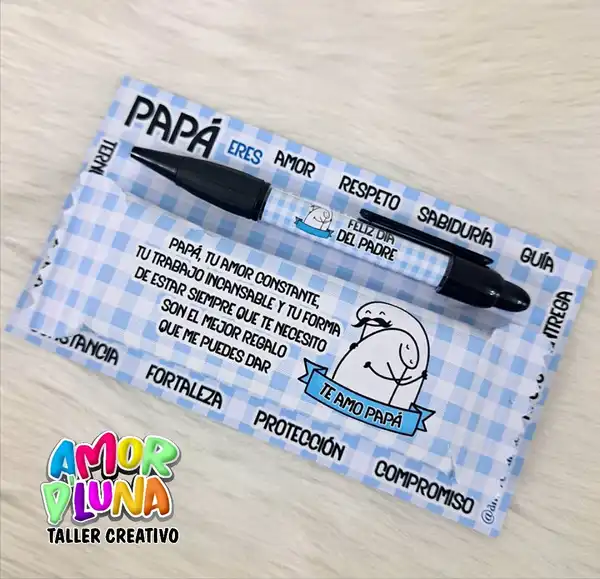 PAPÁ ERES AMOR RESPETO SABIDURÍA GUÍA
FELIZ DIA
DEL PADRE
PAPÁ, TU AMOR CONSTANTE,
TU TRABAJO INCANSABLE Y TU FORMA
DE ESTAR SIEMPRE QUE TE NECESITO
SON EL MEJOR REGALO
QUE ME PUEDES DAR
TE AMO PAPÁ
FORTALEZA PROTECCIÓN COMPROMISO
AMOR
D'LUNA
TALLER CREATIVO